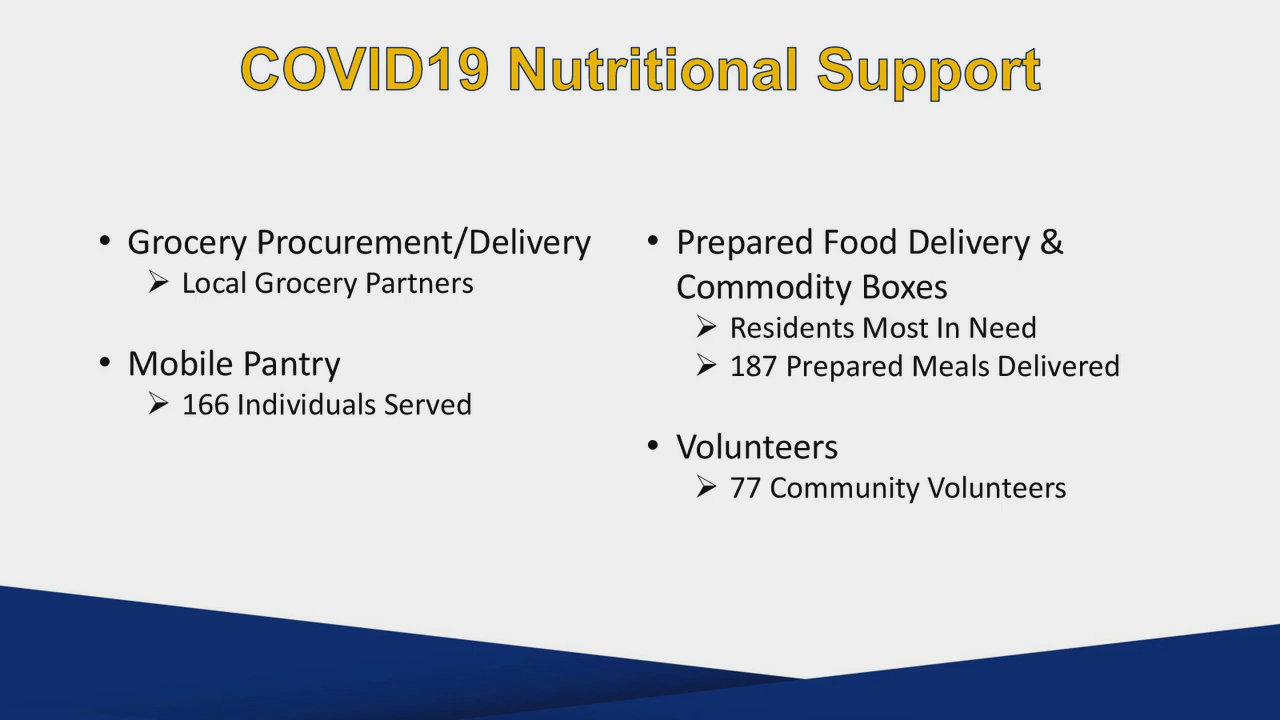 COVID19 Nutritional Support
• Grocery Procurement/Delivery
➢ Local Grocery Partners
• Mobile Pantry
➢ 166 Individuals Served
• Prepared Food Delivery &
Commodity Boxes
➢ Residents Most In Need
➢ 187 Prepared Meals Delivered
• Volunteers
➢ 77 Community Volunteers